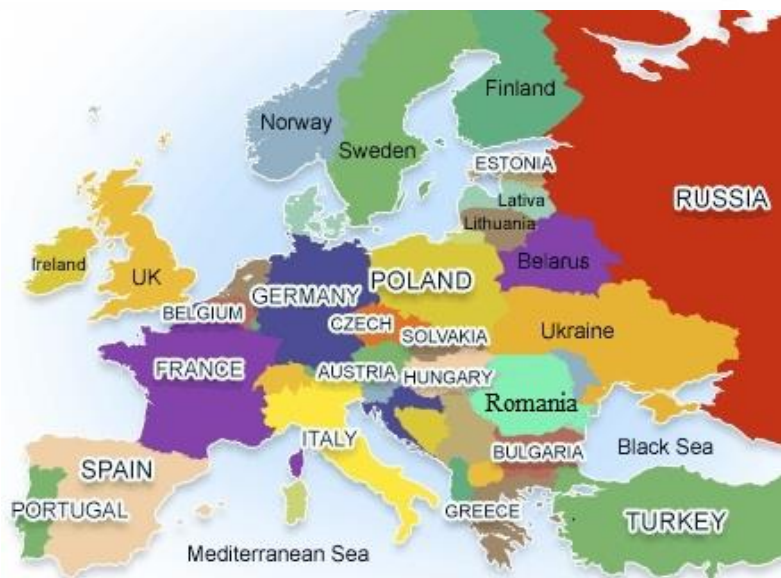 Finland
Norway
Sweden
ESTONIA
RUSSIA
Lativa
Lithuania
Ireland
UK
Belarus
POLAND
GERMANY
BELGIUM
CZECH
Ukraine
SOLVAKIA
FRANCE
AUSTRIA
HUNGARY
Romania
ITALY
Black Sea
BULGARIA
SPAIN
PORTUGAL
GREECE
TURKEY
Mediterranean Sea